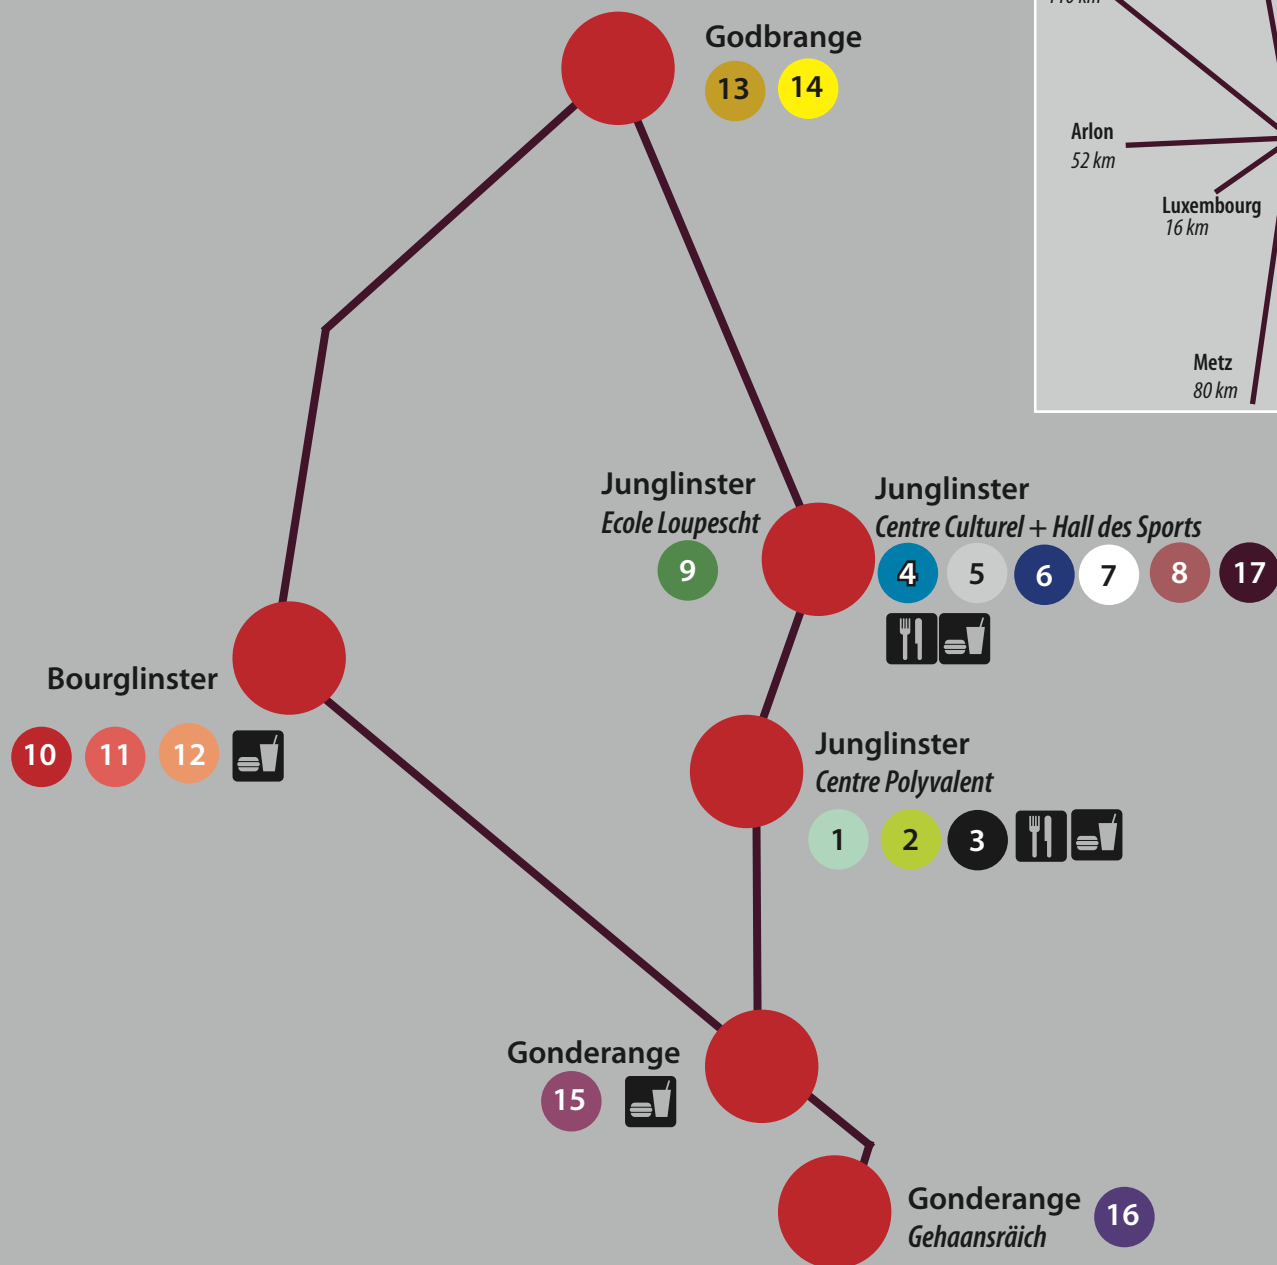 Godbrange
13 14
Arlon
52 km
Luxembourg
16 km
Metz
80 km
Junglinster
Ecole Loupescht
9
Junglinster
Centre Culturel + Hall des Sports
4 5 6 7 8 17
Bourglinster
10 11 12
Junglinster
Centre Polyvalent
1 2 3
Gonderange
15
Gonderange
Gehaansräich
16